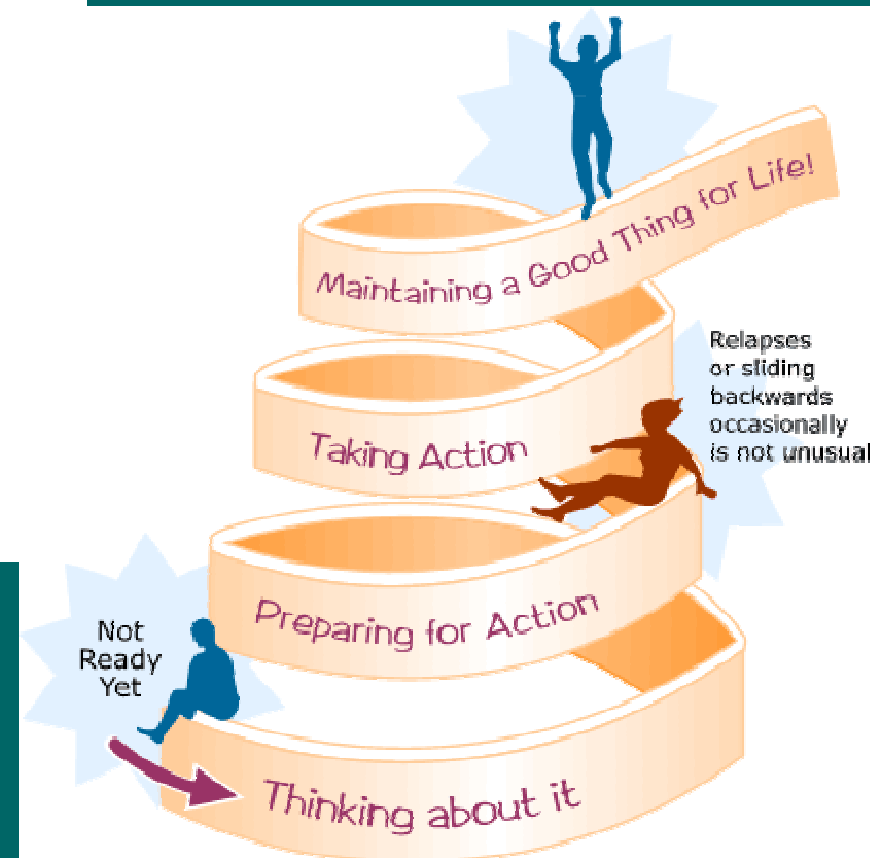 Maintaining a Good Thing for Life!
Relapses
or sliding
backwards
occasionally
is not unusual
Taking Action
Preparing for Action
Not
Ready
Yet
Thinking about it